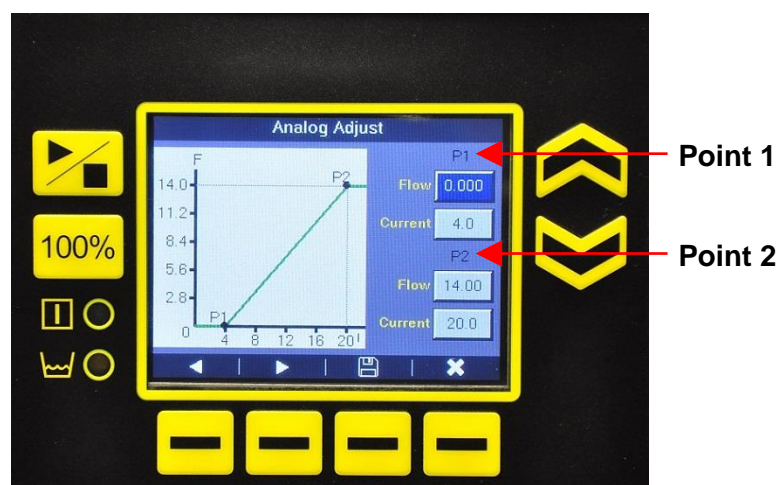 Analog Adjust
F
14.0
11.2
8.4
5.6
2.8
0
P1
P2
4 8 12 16 20 I
P1
Flow 0.000
Current 4.0
P2
Flow 14.00
Current 20.0
100%
Point 1
Point 2